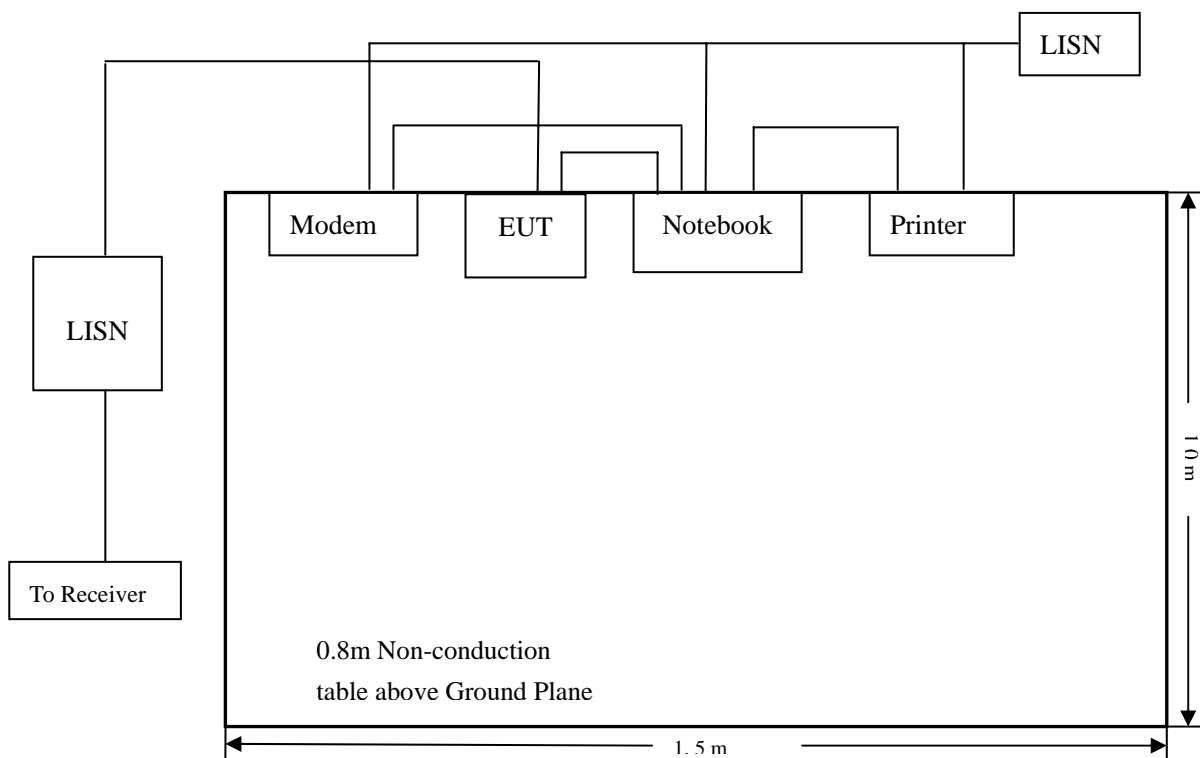 LISN
Modem
EUT
Notebook
Printer
LISN
1.0 m
To Receiver
0.8m Non-conduction
table above Ground Plane
1.5 m